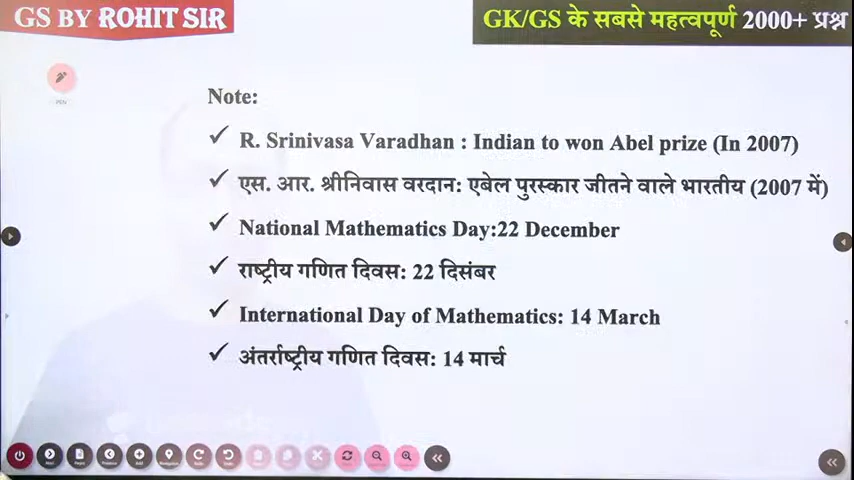 GS BY ROHIT SIR
GK/GS के सबसे महत्वपूर्ण 2000+ प्रश्न
PEN
Note:
✓ R. Srinivasa Varadhan : Indian to won Abel prize (In 2007)
✓ एस. आर. श्रीनिवास वरदान: एबेल पुरस्कार जीतने वाले भारतीय (2007 में)
✓ National Mathematics Day:22 December
✓ राष्ट्रीय गणित दिवस: 22 दिसंबर
✓ International Day of Mathematics: 14 March
✓ अंतर्राष्ट्रीय गणित दिवस: 14 मार्च